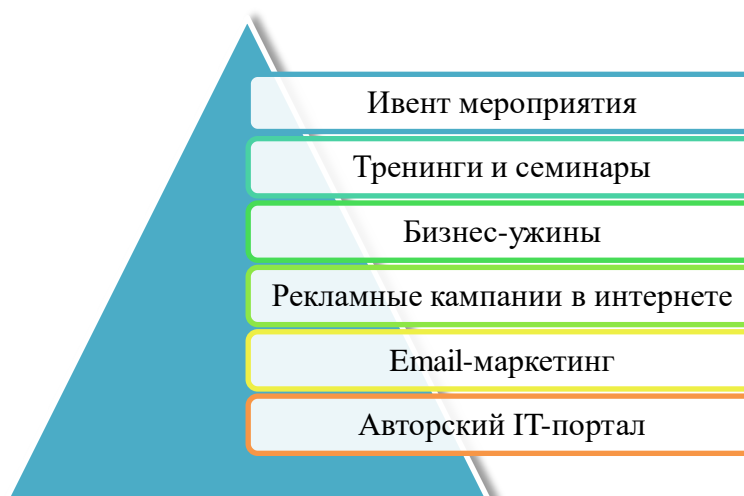 Ивент мероприятия
Тренинги и семинары
Бизнес-ужины
Рекламные кампании в интернете
Email-маркетинг
Авторский IT-портал